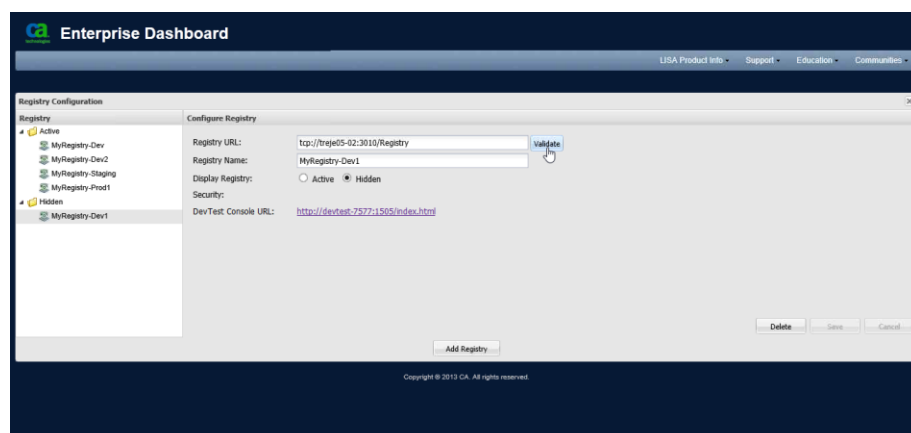 ca
technologies
Enterprise Dashboard
LISA Product Info Support Education Communities
Registry Configuration
Registry
Configure Registry
Active
MyRegistry-Dev
MyRegistry-Dev2
MyRegistry-Staging
MyRegistry-Prod1
Hidden
MyRegistry-Dev1
Registry URL: tcp://treje05-02:3010/Registry Validate
Registry Name: MyRegistry-Dev1
Display Registry: Active Hidden
Security:
DevTest Console URL: http://devtest-7577:1505/index.html
Delete Save Cancel
Add Registry
Copyright © 2013 CA. All rights reserved.